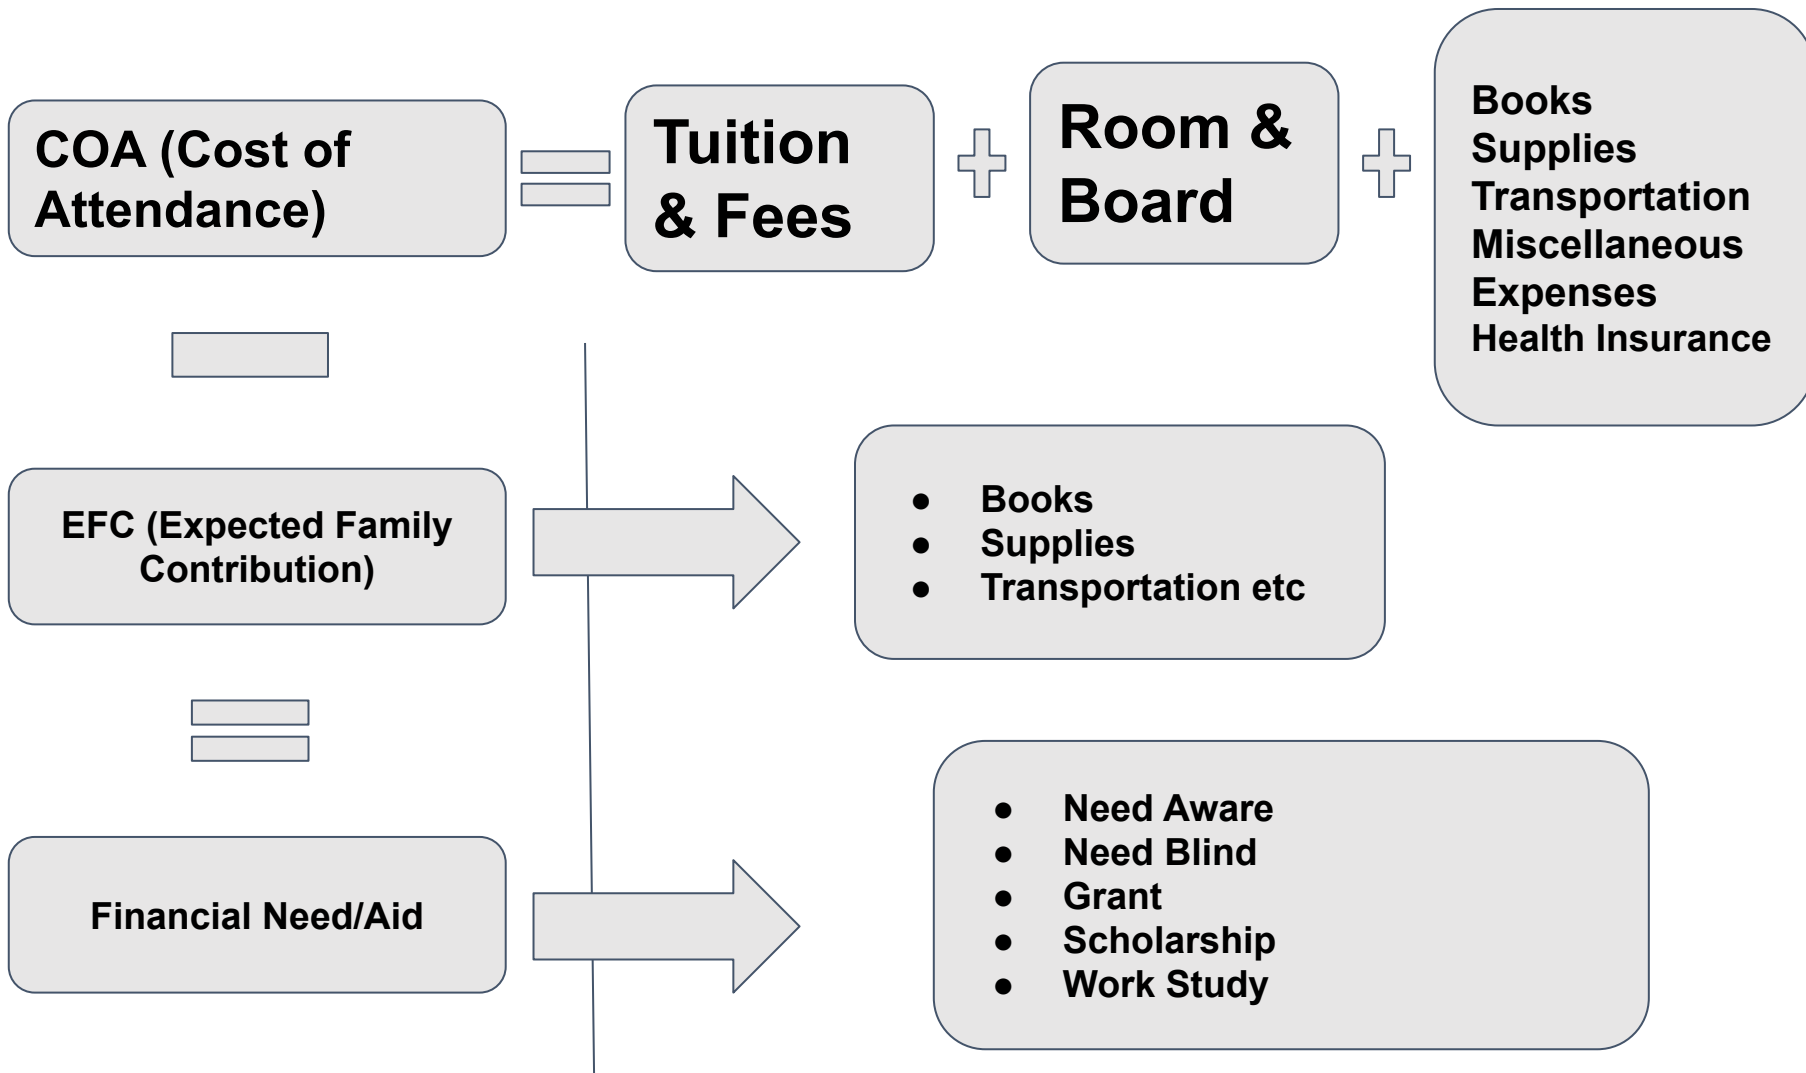 COA (Cost of
Attendance)
Tuition
& Fees
Room &
Board
Books
Supplies
Transportation
Miscellaneous
Expenses
Health Insurance
EFC (Expected Family
Contribution)
● Books
● Supplies
● Transportation etc
Financial Need/Aid
● Need Aware
● Need Blind
● Grant
● Scholarship
● Work Study